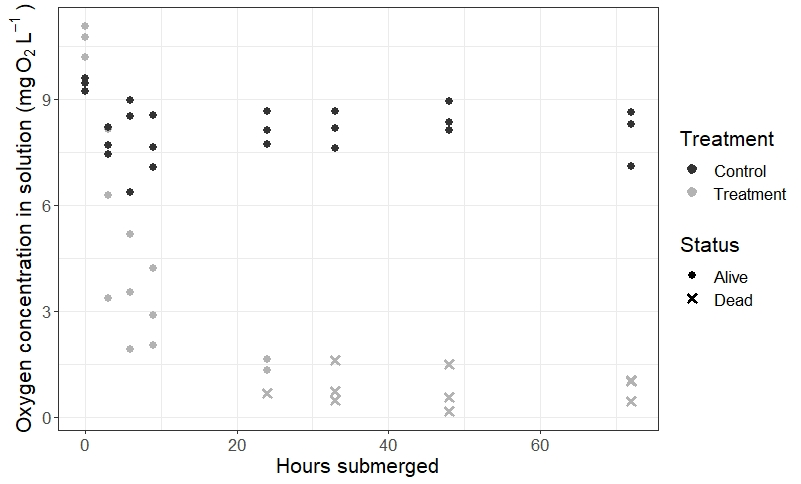 Oxygen concentration in solution (mg O₂ L⁻¹ )
9
6
3
0
0 20 40 60
Hours submerged
Treatment
Control
Treatment
Status
Alive
Dead